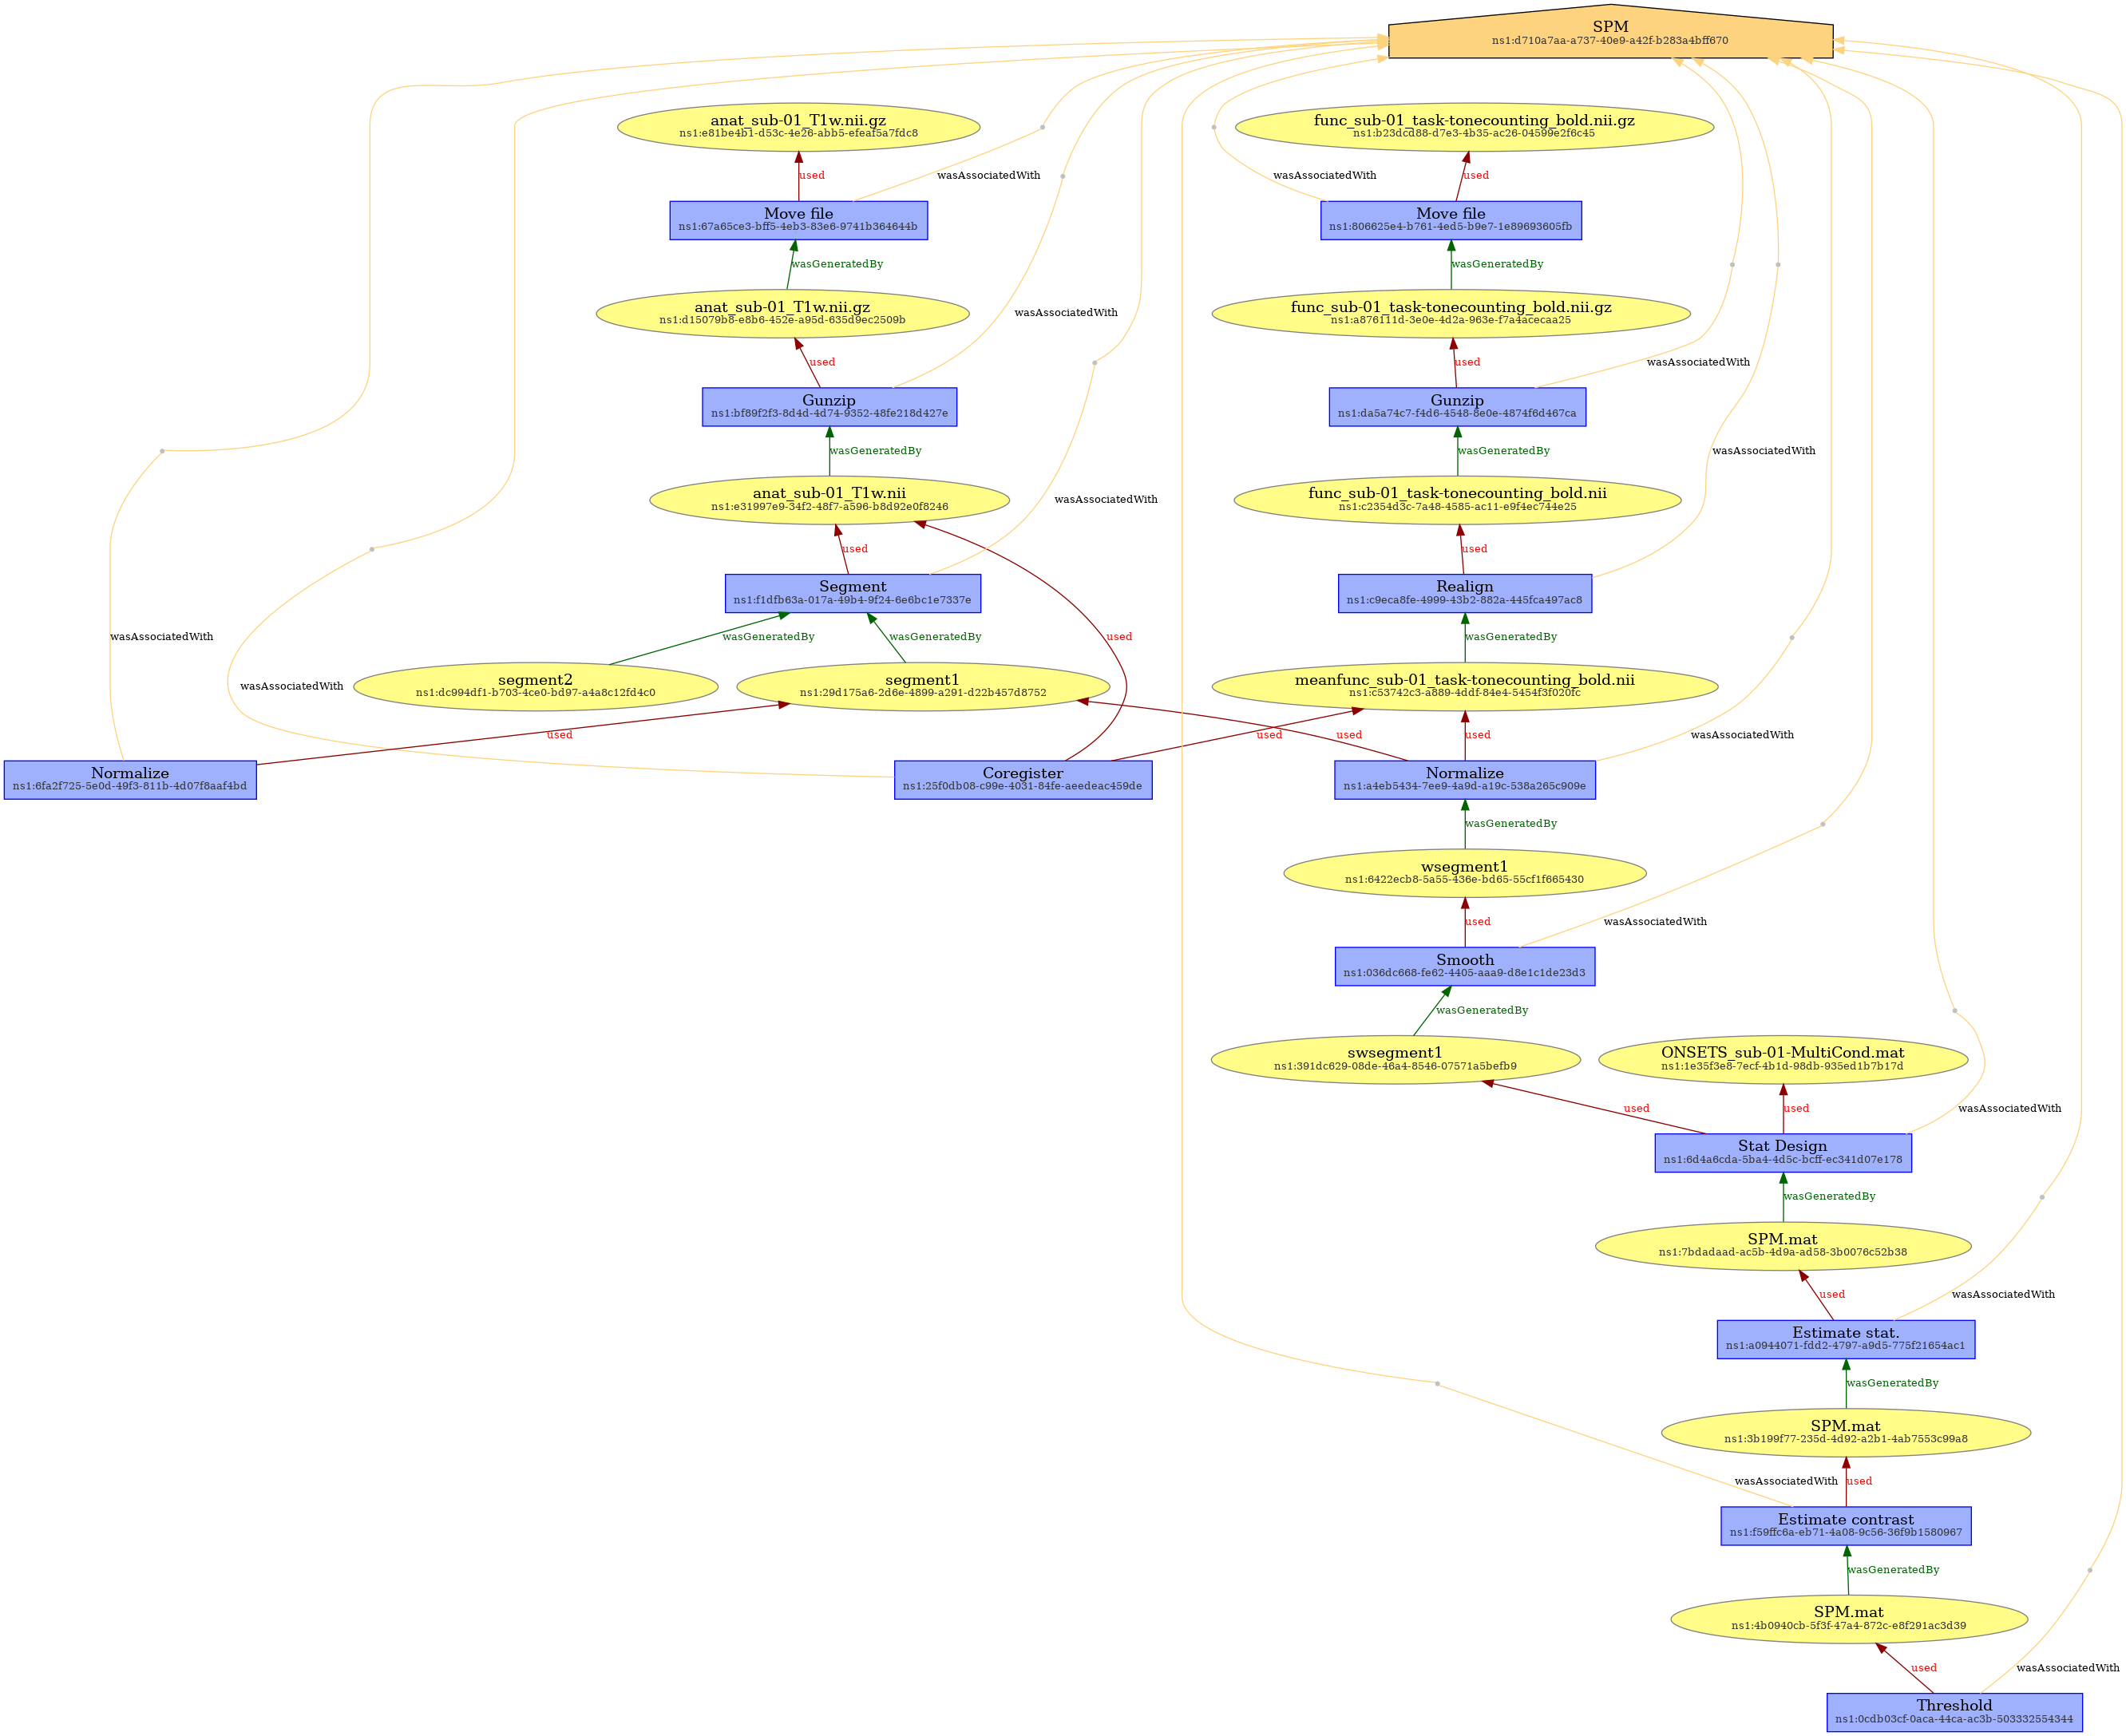 SPM
ns1:d710a7aa-a737-40e9-a42f-b283a4bff670
anat_sub-01_T1w.nii.gz
ns1:e81be4b1-d53c-4e26-abb5-efeaf5a7fdc8
func_sub-01_task-tonecounting_bold.nii.gz
ns1:b23dcd88-d7e3-4b35-ac26-04599e2f6c45
used
wasAssociatedWith
wasAssociatedWith
used
Move file
ns1:67a65ce3-bff5-4eb3-83e6-9741b364644b
Move file
ns1:806625e4-b761-4ed5-b9e7-1e89693605fb
wasGeneratedBy
wasGeneratedBy
anat_sub-01_T1w.nii.gz
ns1:d15079b8-e8b6-452e-a95d-635d9ec2509b
wasAssociatedWith
func_sub-01_task-tonecounting_bold.nii.gz
ns1:a876111d-3e0e-4d2a-963e-f7a4acecaa25
used
used
wasAssociatedWith
Gunzip
ns1:bf89f2f3-8d4d-4d74-9352-48fe218d427e
Gunzip
ns1:da5a74c7-f4d6-4548-8e0e-4874f6d467ca
wasGeneratedBy
wasGeneratedBy
wasAssociatedWith
anat_sub-01_T1w.nii
ns1:e31997e9-34f2-48f7-a596-b8d92e0f8246
wasAssociatedWith
func_sub-01_task-tonecounting_bold.nii
ns1:c2354d3c-7a48-4585-ac11-e9f4ec744e25
used
used
Segment
ns1:f1dfb63a-017a-49b4-9f24-6e6bc1e7337e
Realign
ns1:c9eca8fe-4999-43b2-882a-445fca497ac8
wasAssociatedWith
wasGeneratedBy
wasGeneratedBy
used
wasGeneratedBy
wasAssociatedWith
segment2
ns1:dc994df1-b703-4ce0-bd97-a4a8c12fd4c0
segment1
ns1:29d175a6-2d6e-4899-a291-d22b457d8752
meanfunc_sub-01_task-tonecounting_bold.nii
ns1:c53742c3-a889-4ddf-84e4-5454f3f020fc
used
used
used
used
wasAssociatedWith
Normalize
ns1:6fa2f725-5e0d-49f3-811b-4d07f8aaf4bd
Coregister
ns1:25f0db08-c99e-4031-84fe-aeedeac459de
Normalize
ns1:a4eb5434-7ee9-4a9d-a19c-538a265c909e
wasGeneratedBy
wsegment1
ns1:6422ecb8-5a55-436e-bd65-55cf1f665430
used
wasAssociatedWith
Smooth
ns1:036dc668-fe62-4405-aaa9-d8e1c1de23d3
wasGeneratedBy
swsegment1
ns1:391dc629-08de-46a4-8546-07571a5befb9
ONSETS_sub-01-MultiCond.mat
ns1:1e35f3e8-7ecf-4b1d-98db-935ed1b7b17d
used
used
wasAssociatedWith
Stat Design
ns1:6d4a6cda-5ba4-4d5c-bcff-ec341d07e178
wasGeneratedBy
SPM.mat
ns1:7bdadaad-ac5b-4d9a-ad58-3b0076c52b38
used
wasAssociatedWith
Estimate stat.
ns1:a0944071-fdd2-4797-a9d5-775f21654ac1
wasGeneratedBy
SPM.mat
ns1:3b199f77-235d-4d92-a2b1-4ab7553c99a8
wasAssociatedWith
used
Estimate contrast
ns1:f59ffc6a-eb71-4a08-9c56-36f9b1580967
wasGeneratedBy
SPM.mat
ns1:4b0940cb-5f3f-47a4-872c-e8f291ac3d39
used
wasAssociatedWith
Threshold
ns1:0cdb03cf-0aca-44ca-ac3b-503332554344